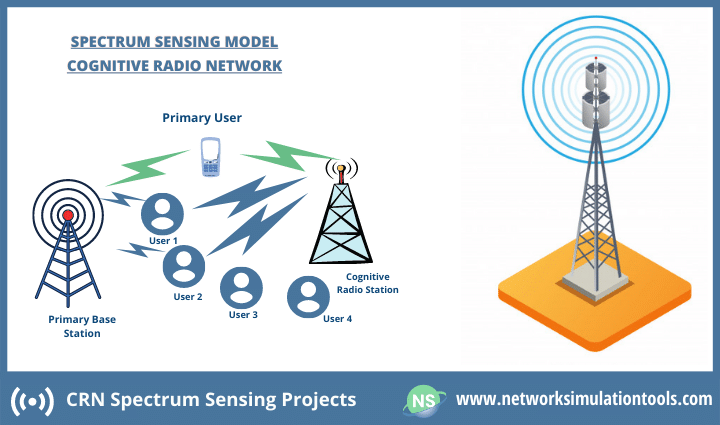 SPECTRUM SENSING MODEL
COGNITIVE RADIO NETWORK
Primary User
User 1
User 2
User 3
User 4
Cognitive
Radio Station
Primary Base
Station
CRN Spectrum Sensing Projects
NS
www.networksimulationtools.com